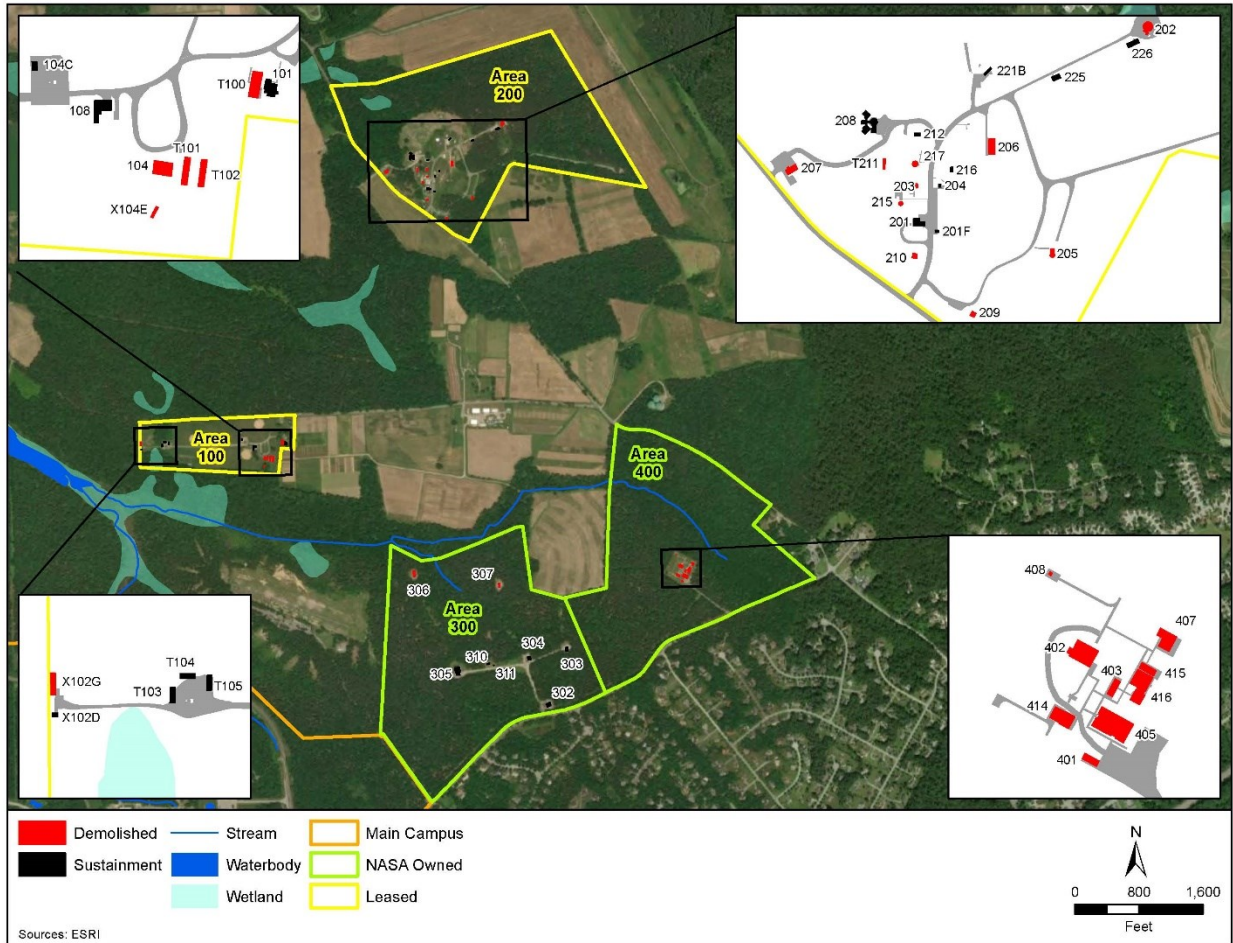 104C
T100
101
108
T101
104
T102
X104E
Area
200
202
226
221B
225
208
212
206
207
T211
217
216
203
204
215
201
201F
210
205
209
Area
100
Area
400
306
307
Area
300
304
310
303
305
311
302
X102G
T104
T103
T105
X102D
408
407
402
403
415
416
414
405
401
Demolished
Stream
Main Campus
Sustainment
Waterbody
NASA Owned
Wetland
Leased
N
0 800 1,600
Feet
Sources: ESRI